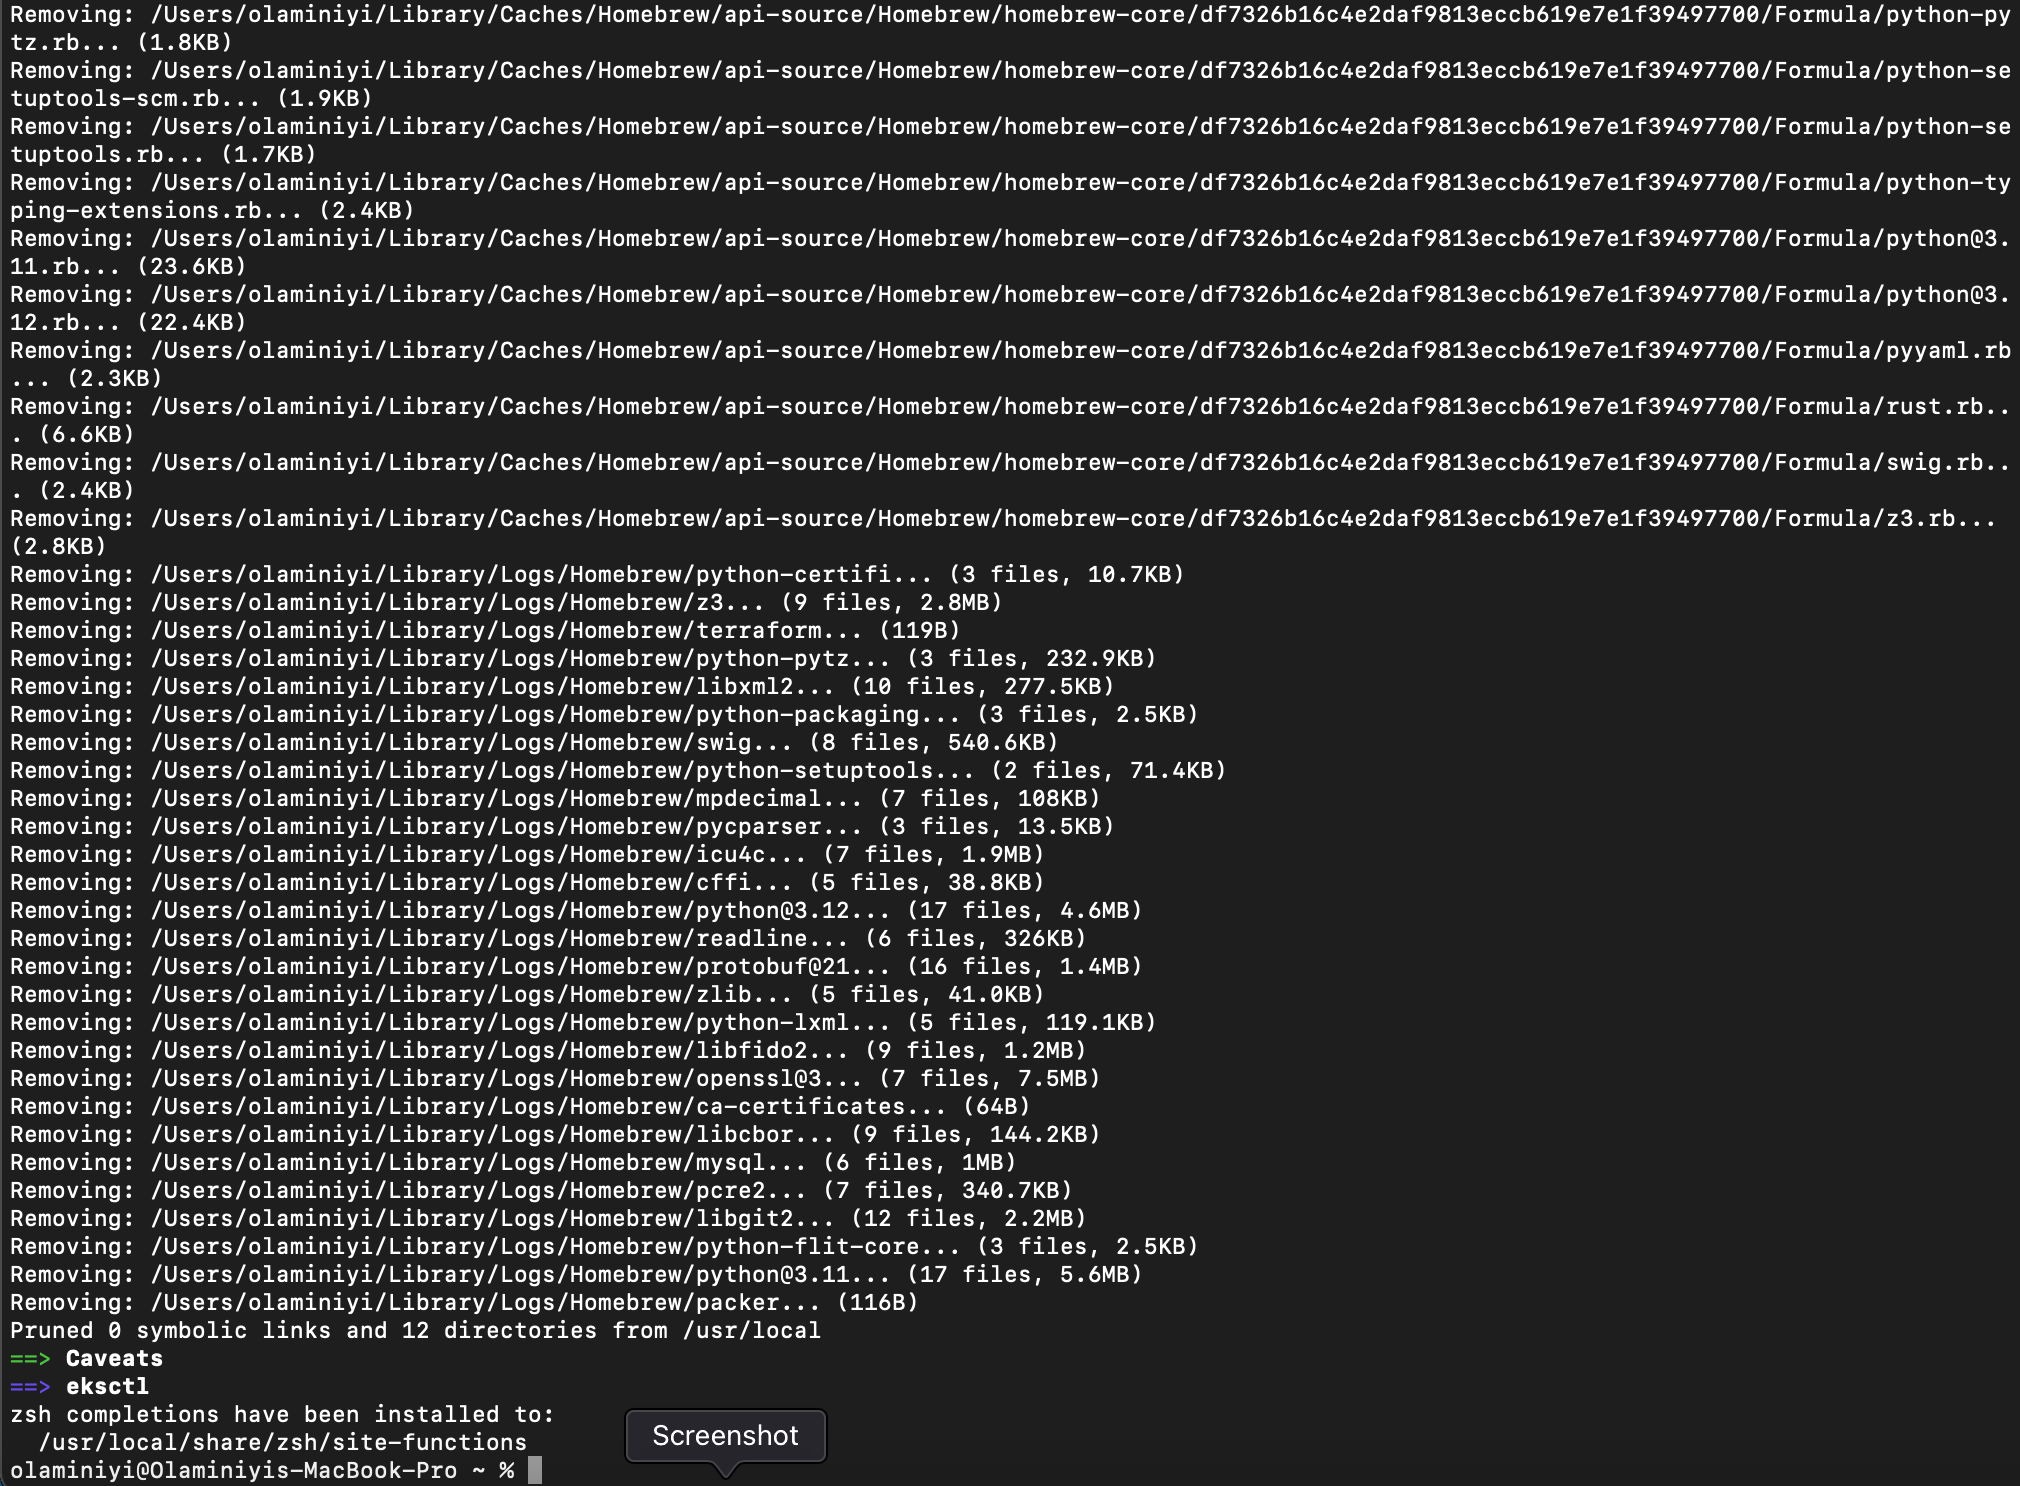 Removing: /Users/olaminiyi/Library/Caches/Homebrew/api-source/Homebrew/homebrew-core/df7326b16c4e2daf9813eccb619e7e1f39497700/Formula/python-py
tz.rb... (1.8KB)
Removing: /Users/olaminiyi/Library/Caches/Homebrew/api-source/Homebrew/homebrew-core/df7326b16c4e2daf9813eccb619e7e1f39497700/Formula/python-se
tuptools-scm.rb... (1.9KB)
Removing: /Users/olaminiyi/Library/Caches/Homebrew/api-source/Homebrew/homebrew-core/df7326b16c4e2daf9813eccb619e7e1f39497700/Formula/python-se
tuptools.rb... (1.7KB)
Removing: /Users/olaminiyi/Library/Caches/Homebrew/api-source/Homebrew/homebrew-core/df7326b16c4e2daf9813eccb619e7e1f39497700/Formula/python-ty
ping-extensions.rb... (2.4KB)
Removing: /Users/olaminiyi/Library/Caches/Homebrew/api-source/Homebrew/homebrew-core/df7326b16c4e2daf9813eccb619e7e1f39497700/Formula/python@3.
11.rb... (23.6KB)
Removing: /Users/olaminiyi/Library/Caches/Homebrew/api-source/Homebrew/homebrew-core/df7326b16c4e2daf9813eccb619e7e1f39497700/Formula/python@3.
12.rb... (22.4KB)
Removing: /Users/olaminiyi/Library/Caches/Homebrew/api-source/Homebrew/homebrew-core/df7326b16c4e2daf9813eccb619e7e1f39497700/Formula/pyyaml.rb
... (2.3KB)
Removing: /Users/olaminiyi/Library/Caches/Homebrew/api-source/Homebrew/homebrew-core/df7326b16c4e2daf9813eccb619e7e1f39497700/Formula/rust.rb..
. (6.6KB)
Removing: /Users/olaminiyi/Library/Caches/Homebrew/api-source/Homebrew/homebrew-core/df7326b16c4e2daf9813eccb619e7e1f39497700/Formula/swig.rb..
. (2.4KB)
Removing: /Users/olaminiyi/Library/Caches/Homebrew/api-source/Homebrew/homebrew-core/df7326b16c4e2daf9813eccb619e7e1f39497700/Formula/z3.rb...
(2.8KB)
Removing: /Users/olaminiyi/Library/Logs/Homebrew/python-certifi... (3 files, 10.7KB)
Removing: /Users/olaminiyi/Library/Logs/Homebrew/z3... (9 files, 2.8MB)
Removing: /Users/olaminiyi/Library/Logs/Homebrew/terraform... (119B)
Removing: /Users/olaminiyi/Library/Logs/Homebrew/python-pytz... (3 files, 232.9KB)
Removing: /Users/olaminiyi/Library/Logs/Homebrew/libxml2... (10 files, 277.5KB)
Removing: /Users/olaminiyi/Library/Logs/Homebrew/python-packaging... (3 files, 2.5KB)
Removing: /Users/olaminiyi/Library/Logs/Homebrew/swig... (8 files, 540.6KB)
Removing: /Users/olaminiyi/Library/Logs/Homebrew/python-setuptools... (2 files, 71.4KB)
Removing: /Users/olaminiyi/Library/Logs/Homebrew/mpdecimal... (7 files, 108KB)
Removing: /Users/olaminiyi/Library/Logs/Homebrew/pycparser... (3 files, 13.5KB)
Removing: /Users/olaminiyi/Library/Logs/Homebrew/icu4c... (7 files, 1.9MB)
Removing: /Users/olaminiyi/Library/Logs/Homebrew/cffi... (5 files, 38.8KB)
Removing: /Users/olaminiyi/Library/Logs/Homebrew/python@3.12... (17 files, 4.6MB)
Removing: /Users/olaminiyi/Library/Logs/Homebrew/readline... (6 files, 326KB)
Removing: /Users/olaminiyi/Library/Logs/Homebrew/protobuf@21... (16 files, 1.4MB)
Removing: /Users/olaminiyi/Library/Logs/Homebrew/zlib... (5 files, 41.0KB)
Removing: /Users/olaminiyi/Library/Logs/Homebrew/python-lxml... (5 files, 119.1KB)
Removing: /Users/olaminiyi/Library/Logs/Homebrew/libfido2... (9 files, 1.2MB)
Removing: /Users/olaminiyi/Library/Logs/Homebrew/openssl@3... (7 files, 7.5MB)
Removing: /Users/olaminiyi/Library/Logs/Homebrew/ca-certificates... (64B)
Removing: /Users/olaminiyi/Library/Logs/Homebrew/libcbor... (9 files, 144.2KB)
Removing: /Users/olaminiyi/Library/Logs/Homebrew/mysql... (6 files, 1MB)
Removing: /Users/olaminiyi/Library/Logs/Homebrew/pcre2... (7 files, 340.7KB)
Removing: /Users/olaminiyi/Library/Logs/Homebrew/libgit2... (12 files, 2.2MB)
Removing: /Users/olaminiyi/Library/Logs/Homebrew/python-flit-core... (3 files, 2.5KB)
Removing: /Users/olaminiyi/Library/Logs/Homebrew/python@3.11... (17 files, 5.6MB)
Removing: /Users/olaminiyi/Library/Logs/Homebrew/packer... (116B)
Pruned 0 symbolic links and 12 directories from /usr/local
==> Caveats
==> eksctl
zsh completions have been installed to:
  /usr/local/share/zsh/site-functions
Screenshot
olaminiyi@Olaminiyis-MacBook-Pro ~ %